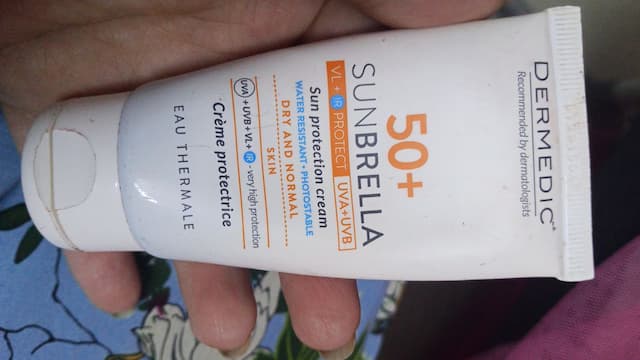 DERMEDIC®
Recommended by dermatologists
50+
SUNBRELLA
VL + IR PROTECT UVA+UVB
Sun protection cream
WATER RESISTANT • PHOTOSTABLE
DRY AND NORMAL
SKIN
UVA + UVB + VL + IR - very high protection
Crème protectrice
EAU THERMALE